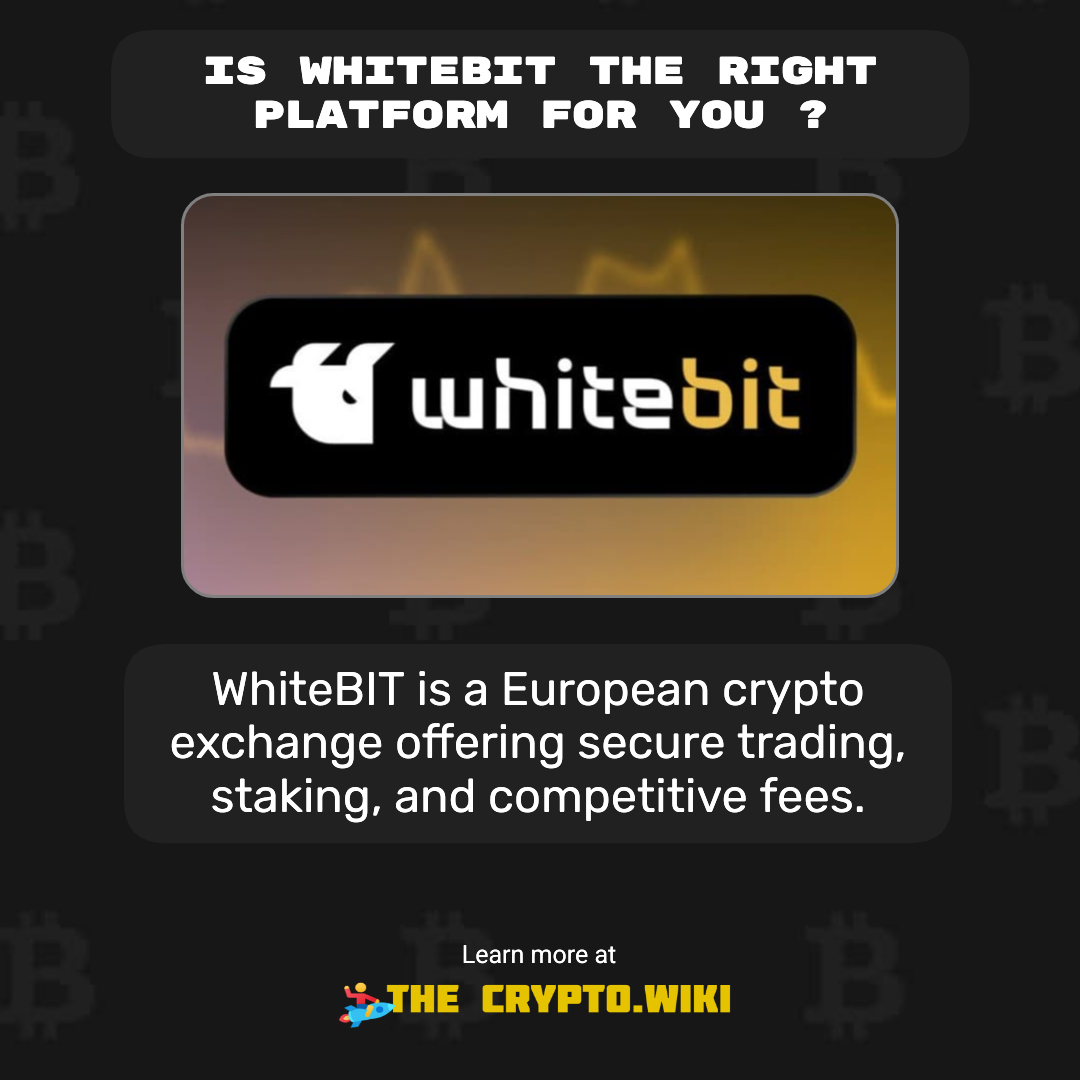 IS WHITEBIT THE RIGHT
PLATFORM FOR YOU ?
whitebit
WhiteBIT is a European crypto
exchange offering secure trading,
staking, and competitive fees.
Learn more at
THE CRYPTO.WIKI